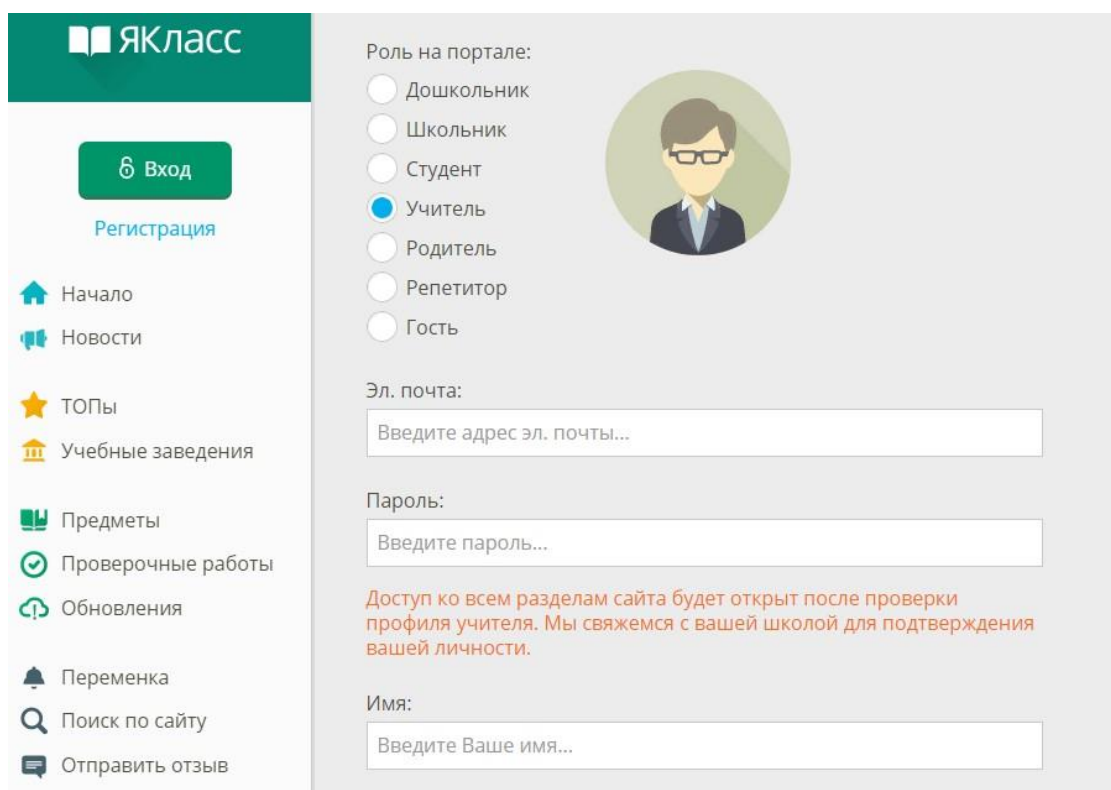 ЯКласс
Вход
Регистрация
Начало
Новости
ТОПы
Учебные заведения
Предметы
Проверочные работы
Обновления
Переменка
Поиск по сайту
Отправить отзыв
Роль на портале:
Дошкольник
Школьник
Студент
Учитель
Родитель
Репетитор
Гость
Эл. почта:
Введите адрес эл. почты...
Пароль:
Введите пароль...
Доступ ко всем разделам сайта будет открыт после проверки
профиля учителя. Мы свяжемся с вашей школой для подтверждения
вашей личности.
Имя:
Введите Ваше имя...